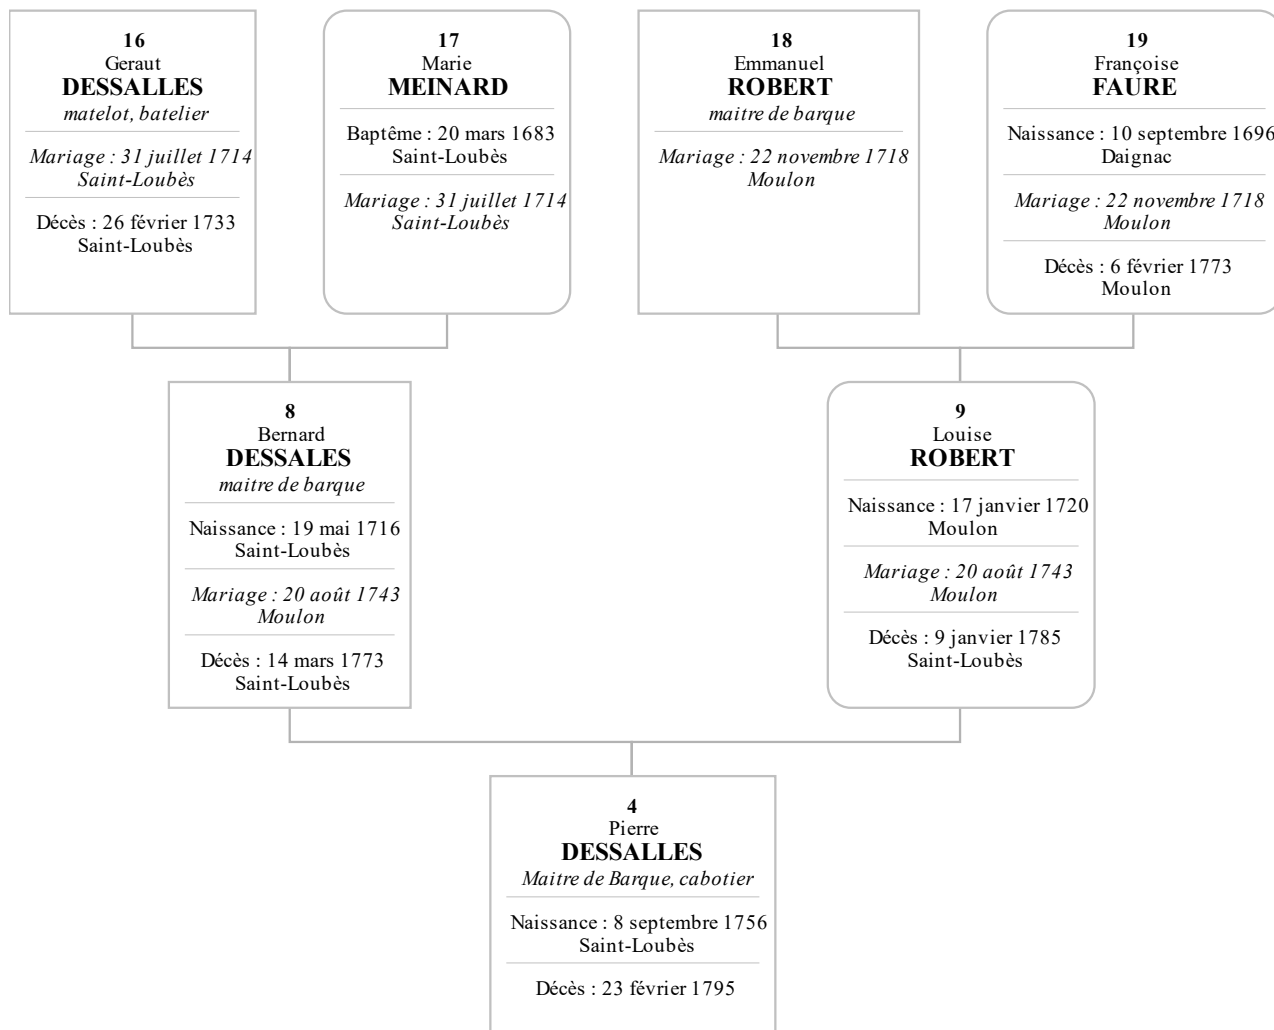 16
Geraut
DESSALLES
matelot, batelier
Mariage : 31 juillet 1714
Saint-Loubès
Décès : 26 février 1733
Saint-Loubès
17
Marie
MEINARD
Baptême : 20 mars 1683
Saint-Loubès
Mariage : 31 juillet 1714
Saint-Loubès
18
Emmanuel
ROBERT
maitre de barque
Mariage : 22 novembre 1718
Moulon
19
Françoise
FAURE
Naissance : 10 septembre 1696
Daignac
Mariage : 22 novembre 1718
Moulon
Décès : 6 février 1773
Moulon
8
Bernard
DESSALES
maitre de barque
Naissance : 19 mai 1716
Saint-Loubès
Mariage : 20 août 1743
Moulon
Décès : 14 mars 1773
Saint-Loubès
9
Louise
ROBERT
Naissance : 17 janvier 1720
Moulon
Mariage : 20 août 1743
Moulon
Décès : 9 janvier 1785
Saint-Loubès
4
Pierre
DESSALLES
Maitre de Barque, cabotier
Naissance : 8 septembre 1756
Saint-Loubès
Décès : 23 février 1795